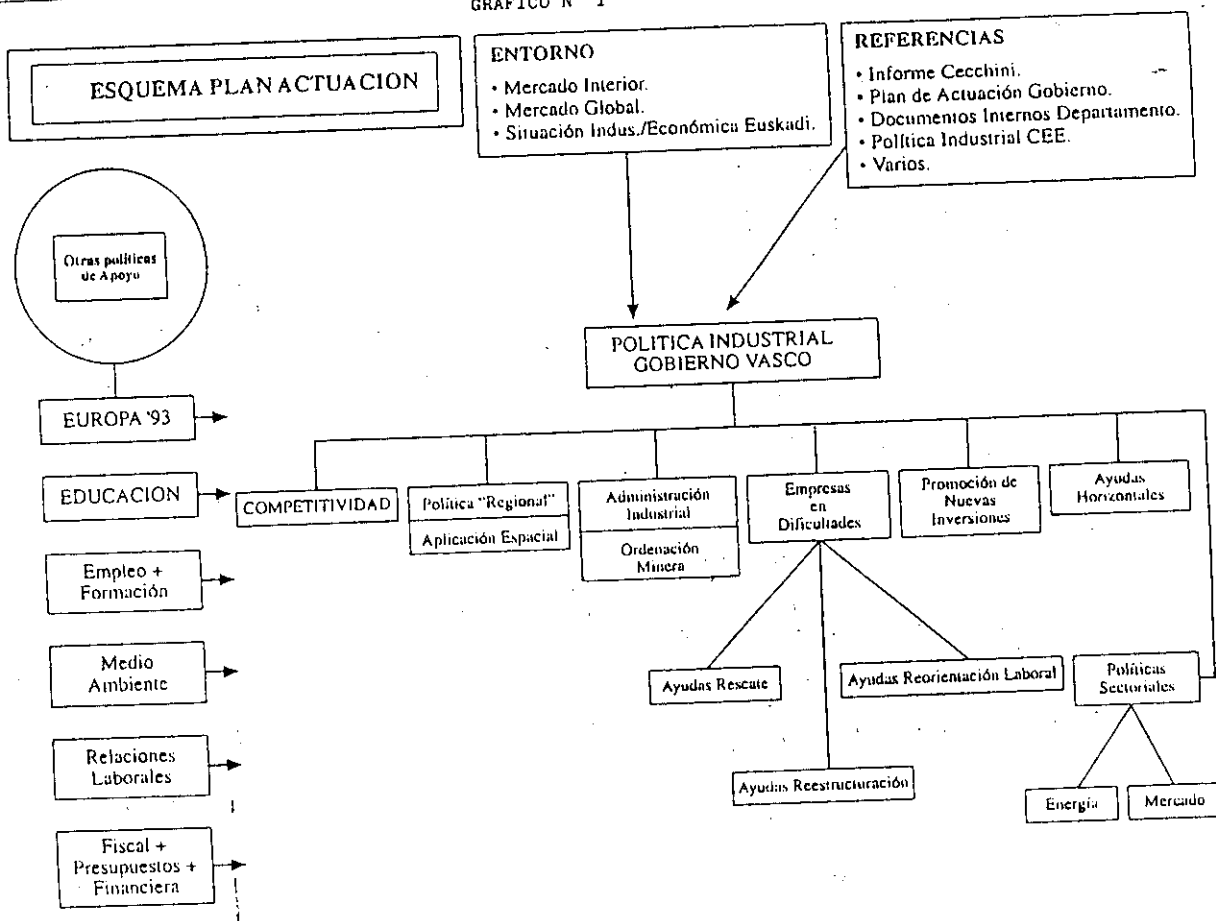 GRAFICO N° 1
ESQUEMA PLAN ACTUACION
ENTORNO
• Mercado Interior.
• Mercado Global.
• Situación Indus./Económica Euskadi.
REFERENCIAS
• Informe Cecchini.
• Plan de Actuación Gobierno.
• Documentos Internos Departamento.
• Política Industrial CEE.
• Varios.
Otras políticas
de Apoyo
POLITICA INDUSTRIAL
GOBIERNO VASCO
EUROPA '93
EDUCACION
Empleo +
Formación
Medio
Ambiente
Relaciones
Laborales
Fiscal +
Presupuestos +
Financiera
COMPETITIVIDAD
Política "Regional"
Aplicación Espacial
Administración
Industrial
Ordenación
Minera
Empresas
en
Dificultades
Promoción de
Nuevas
Inversiones
Ayudas
Horizontales
Ayudas Rescate
Ayudas Reestructuración
Ayudas Reorientación Laboral
Políticas
Sectoriales
Energía
Mercado